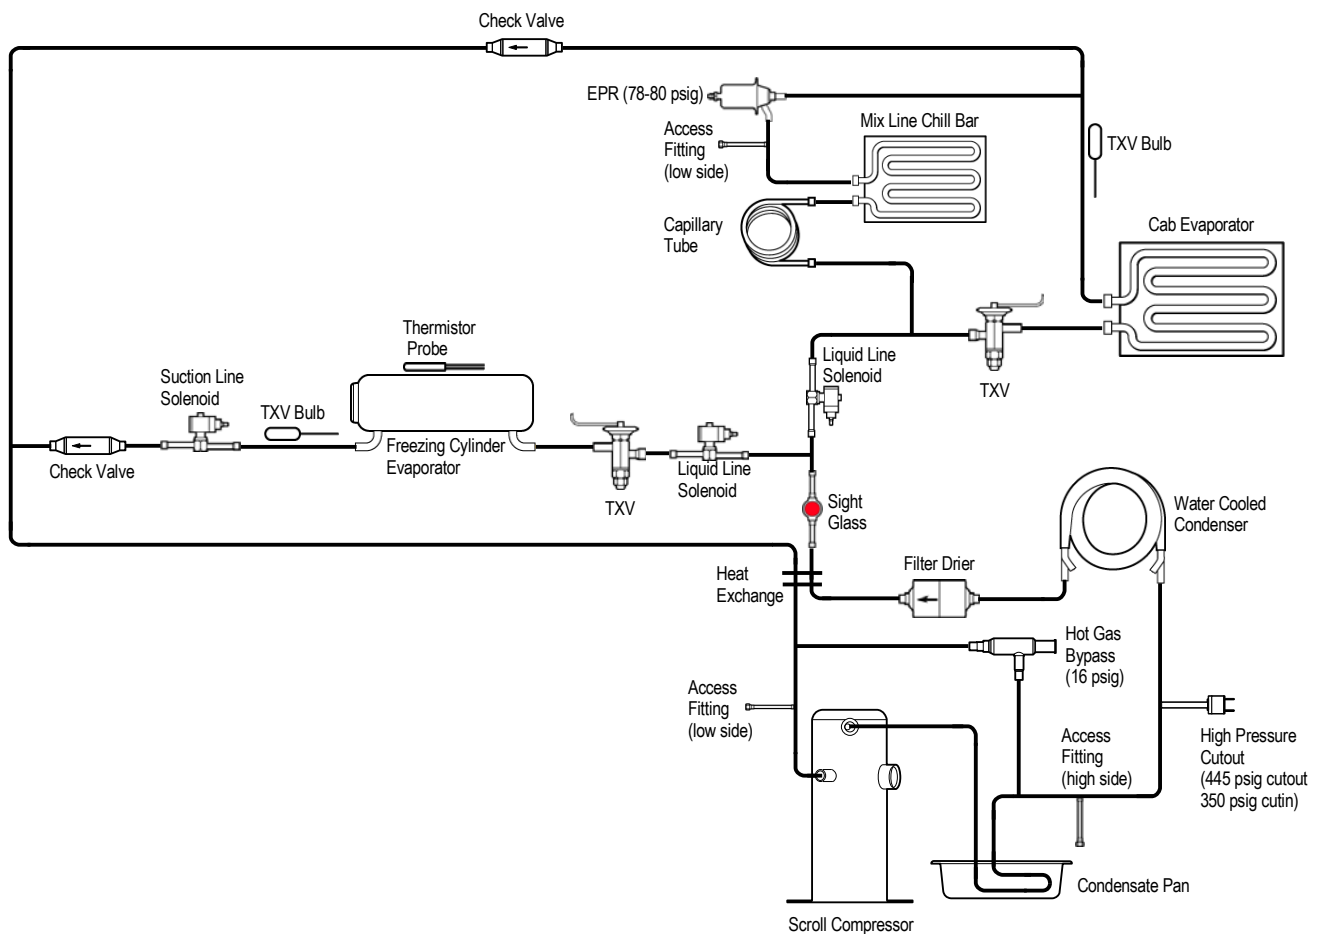 Check Valve
EPR (78-80 psig)
Access
Fitting
(low side)
Mix Line Chill Bar
TXV Bulb
Capillary
Tube
Cab Evaporator
Thermistor
Probe
Liquid Line
Solenoid
TXV
Suction Line
Solenoid
TXV Bulb
Freezing Cylinder
Evaporator
Check Valve
Liquid Line
Solenoid
TXV
Sight
Glass
Water Cooled
Condenser
Heat
Exchange
Filter Drier
Hot Gas
Bypass
(16 psig)
Access
Fitting
(low side)
Access
Fitting
(high side)
High Pressure
Cutout
(445 psig cutout
350 psig cutin)
Condensate Pan
Scroll Compressor